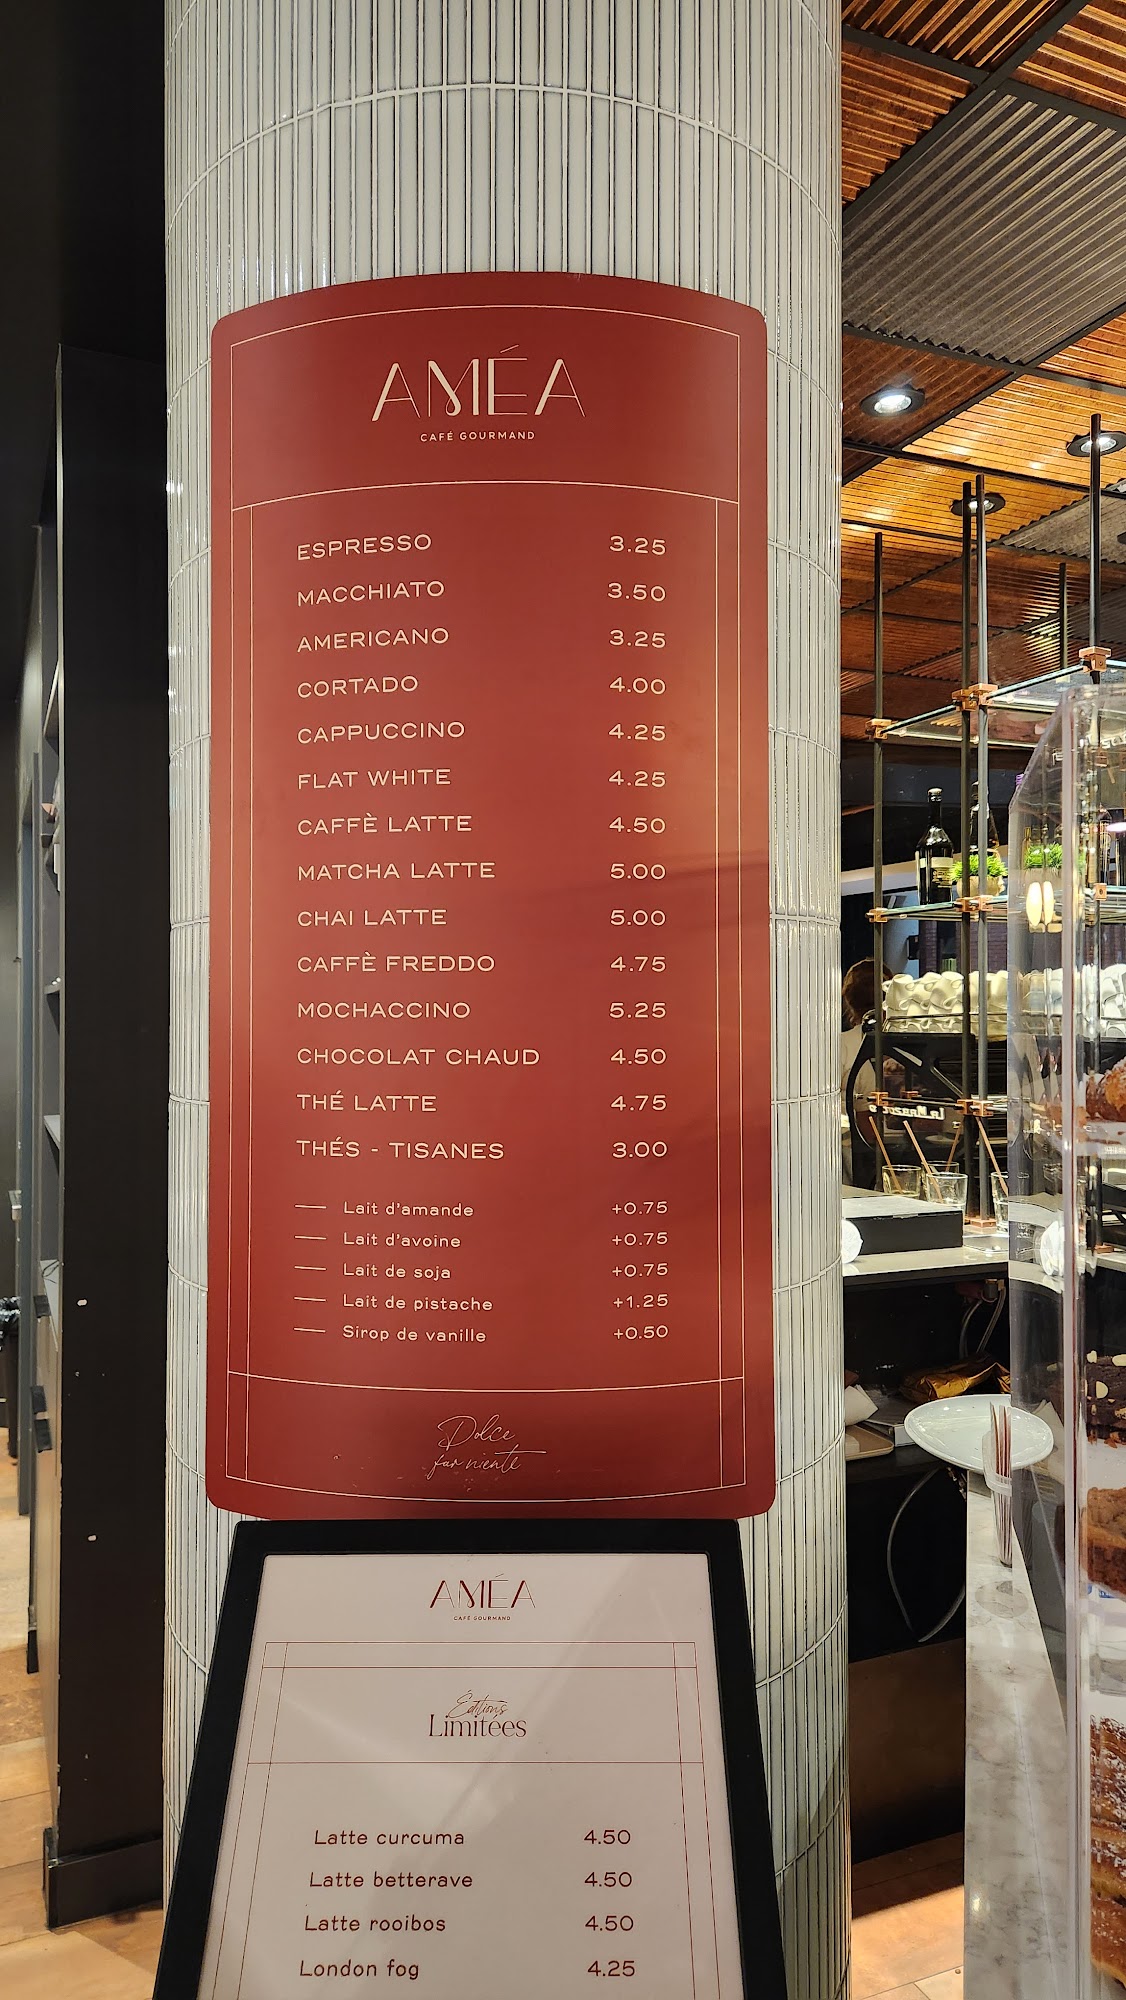 AMÉA
CAFÉ GOURMAND
ESPRESSO 3.25
MACCHIATO 3.50
AMERICANO 3.25
CORTADO 4.00
CAPPUCCINO 4.25
FLAT WHITE 4.25
CAFFÈ LATTE 4.50
MATCHA LATTE 5.00
CHAI LATTE 5.00
CAFFÈ FREDDO 4.75
MOCHACCINO 5.25
CHOCOLAT CHAUD 4.50
THÉ LATTE 4.75
THÉS - TISANES 3.00
— Lait d'amande +0.75
— Lait d'avoine +0.75
— Lait de soja +0.75
— Lait de pistache +1.25
— Sirop de vanille +0.50
Dolce
far niente
AMÉA
CAFÉ GOURMAND
Éditions
Limitées
Latte curcuma 4.50
Latte betterave 4.50
Latte rooibos 4.50
London fog 4.25